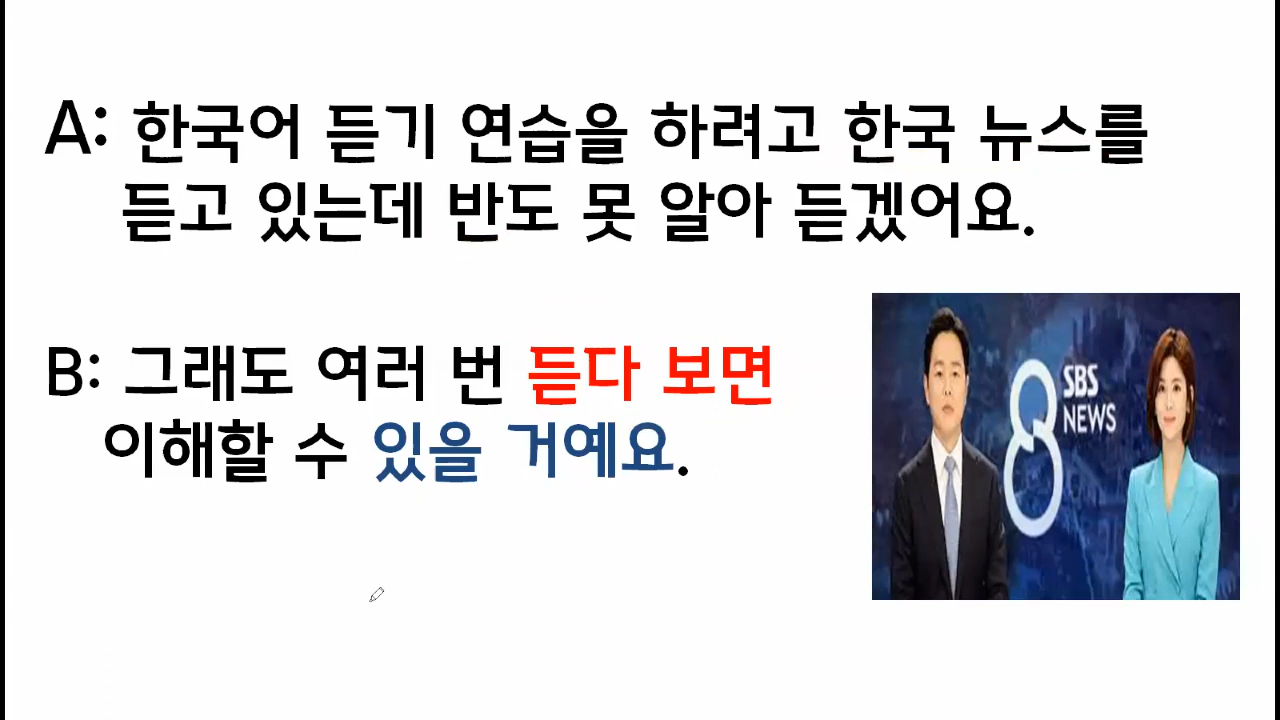 A: 한국어 듣기 연습을 하려고 한국 뉴스를
듣고 있는데 반도 못 알아 듣겠어요.
B: 그래도 여러 번 듣다 보면
이해할 수 있을 거예요.
8 SBS
NEWS